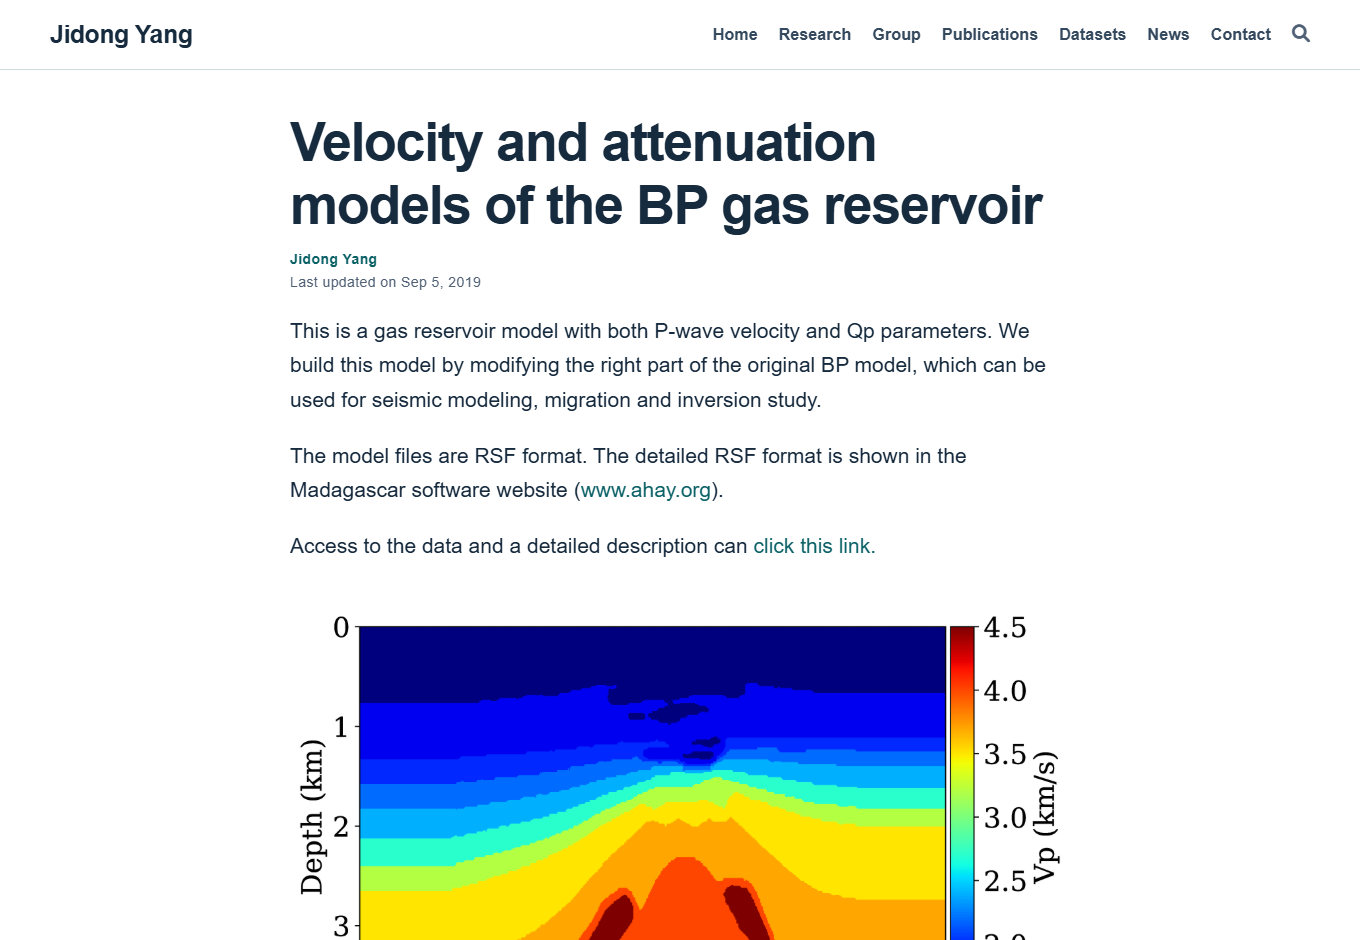 Jidong Yang
Home Research Group Publications Datasets News Contact
Velocity and attenuation
models of the BP gas reservoir
Jidong Yang
Last updated on Sep 5, 2019
This is a gas reservoir model with both P-wave velocity and Qp parameters. We
build this model by modifying the right part of the original BP model, which can be
used for seismic modeling, migration and inversion study.
The model files are RSF format. The detailed RSF format is shown in the
Madagascar software website (www.ahay.org).
Access to the data and a detailed description can click this link.
0
1
2
3
Depth (km)
4.5
4.0
3.5
3.0
2.5
Vp (km/s)